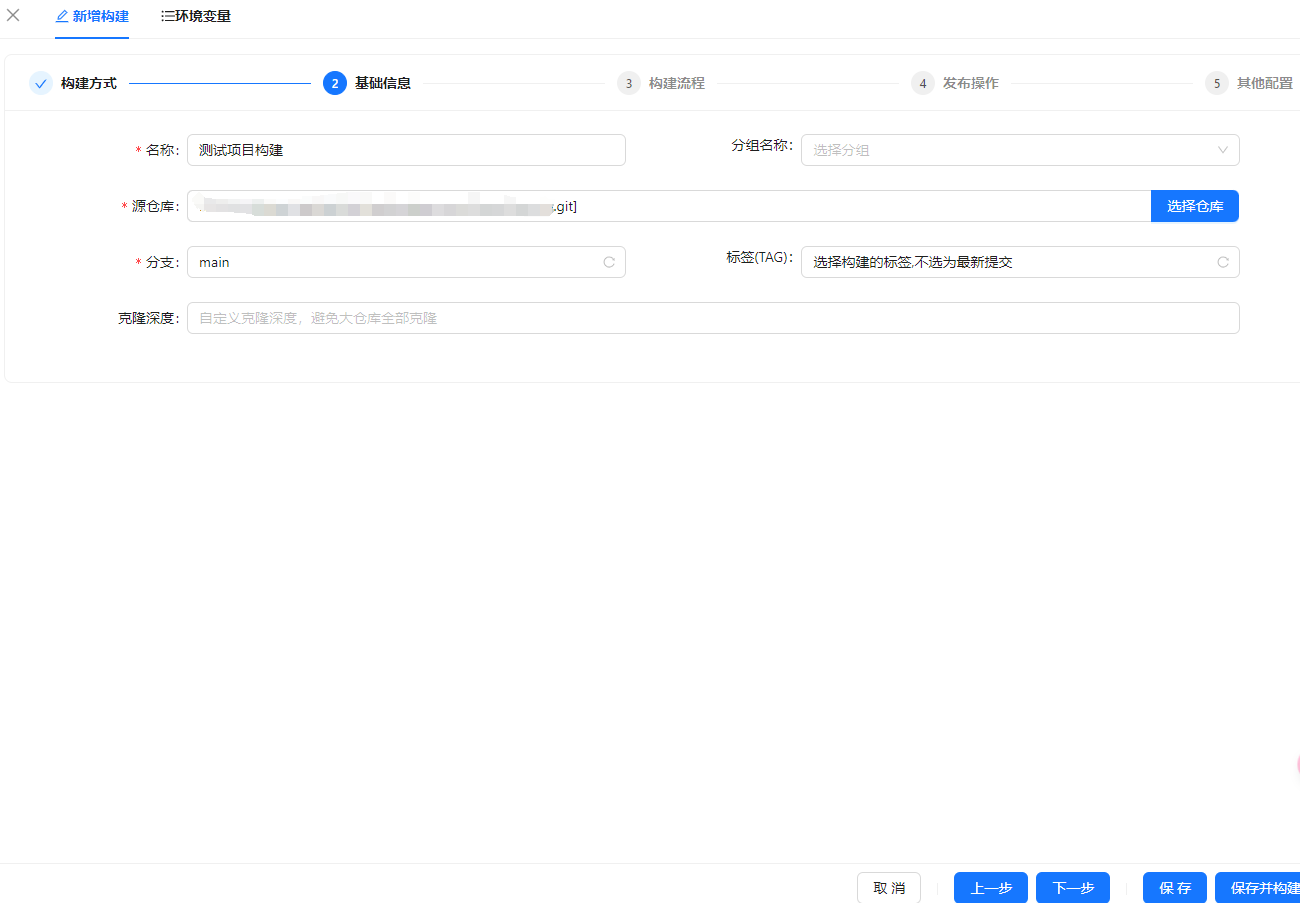 新增构建 环境变量
构建方式 2 基础信息 3 构建流程 4 发布操作 5 其他配置
* 名称: 测试项目构建 分组名称: 选择分组
* 源仓库: .git] 选择仓库
* 分支: main 标签(TAG): 选择构建的标签,不选为最新提交
克隆深度: 自定义克隆深度，避免大仓库全部克隆
取 消 上一步 下一步 保 存 保存并构建